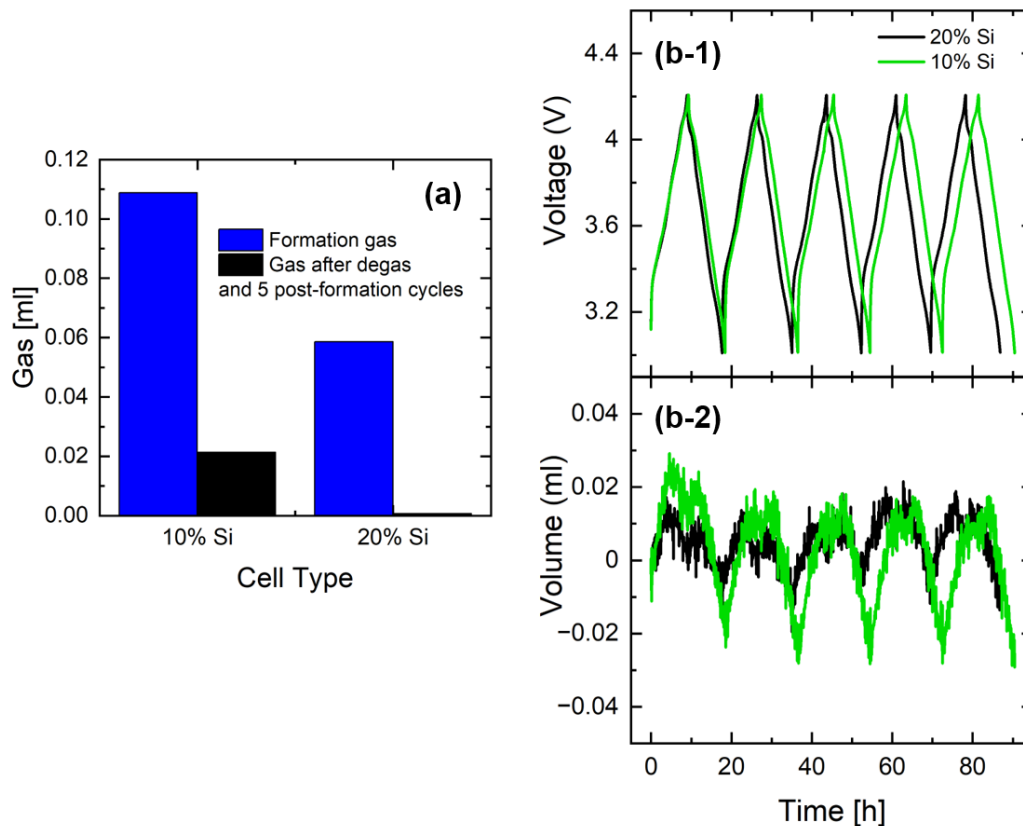 (a)
Gas [ml]
0.12
0.10
0.08
0.06
0.04
0.02
0.00
Formation gas
Gas after degas
and 5 post-formation cycles
10% Si
20% Si
Cell Type
(b-1)
20% Si
10% Si
Voltage (V)
4.4
4
3.6
3.2
(b-2)
Volume (ml)
0.04
0.02
0
−0.02
−0.04
0
20
40
60
80
Time [h]